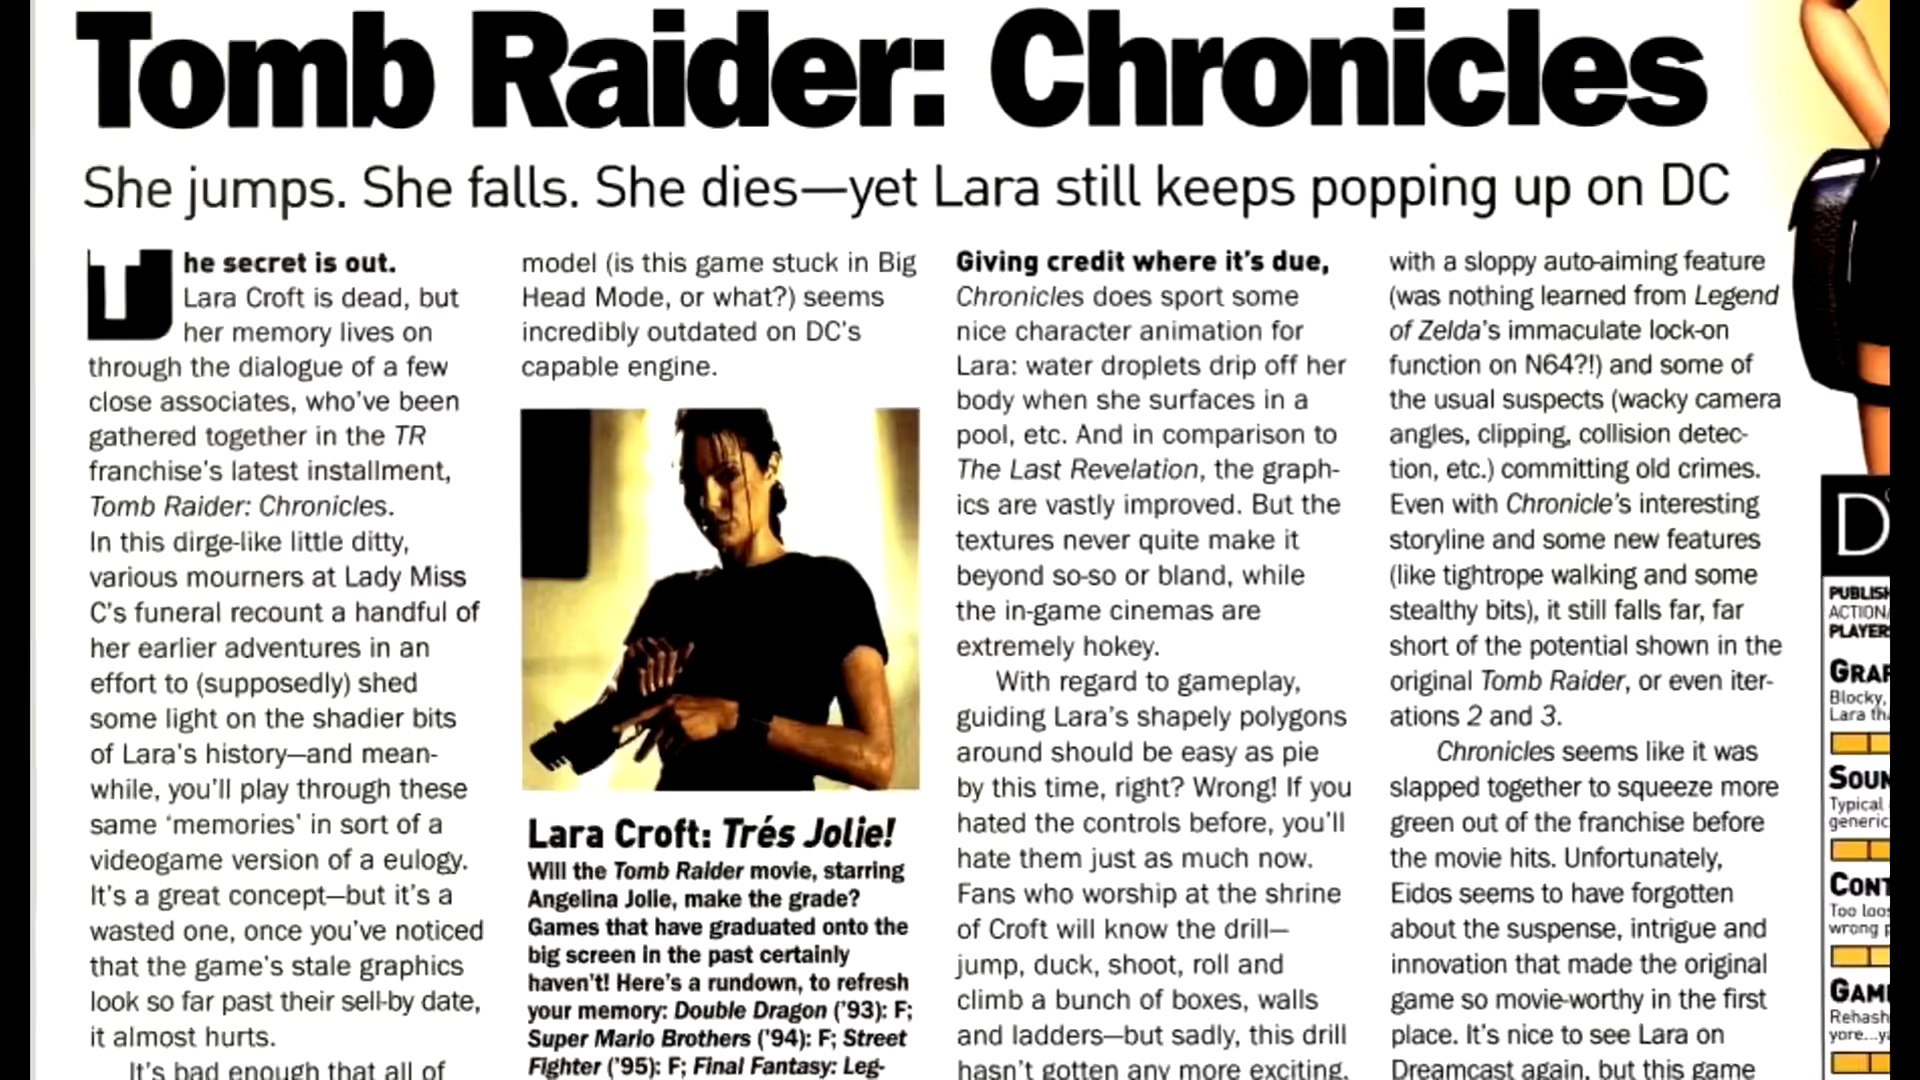 Tomb Raider: Chronicles
She jumps. She falls. She dies—yet Lara still keeps popping up on DC
The secret is out.
Lara Croft is dead, but
her memory lives on
through the dialogue of a few
close associates, who've been
gathered together in the TR
franchise's latest installment,
Tomb Raider: Chronicles.
In this dirge-like little ditty,
various mourners at Lady Miss
C's funeral recount a handful of
her earlier adventures in an
effort to (supposedly) shed
some light on the shadier bits
of Lara's history—and mean-
while, you'll play through these
same 'memories' in sort of a
videogame version of a eulogy.
It's a great concept—but it's a
wasted one, once you've noticed
that the game's stale graphics
look so far past their sell-by date,
it almost hurts.
It's bad enough that all of
model (is this game stuck in Big
Head Mode, or what?) seems
incredibly outdated on DC's
capable engine.
Lara Croft: Trés Jolie!
Will the Tomb Raider movie, starring
Angelina Jolie, make the grade?
Games that have graduated onto the
big screen in the past certainly
haven't! Here's a rundown, to refresh
your memory: Double Dragon ('93): F;
Super Mario Brothers ('94): F; Street
Fighter ('95): F; Final Fantasy: Leg-
Giving credit where it's due,
Chronicles does sport some
nice character animation for
Lara: water droplets drip off her
body when she surfaces in a
pool, etc. And in comparison to
The Last Revelation, the graph-
ics are vastly improved. But the
textures never quite make it
beyond so-so or bland, while
the in-game cinemas are
extremely hokey.
With regard to gameplay,
guiding Lara's shapely polygons
around should be easy as pie
by this time, right? Wrong! If you
hated the controls before, you'll
hate them just as much now.
Fans who worship at the shrine
of Croft will know the drill—
jump, duck, shoot, roll and
climb a bunch of boxes, walls
and ladders—but sadly, this drill
hasn't gotten any more exciting.
with a sloppy auto-aiming feature
(was nothing learned from Legend
of Zelda's immaculate lock-on
function on N64?!) and some of
the usual suspects (wacky camera
angles, clipping, collision detec-
tion, etc.) committing old crimes.
Even with Chronicle's interesting
storyline and some new features
(like tightrope walking and some
stealthy bits), it still falls far, far
short of the potential shown in the
original Tomb Raider, or even iter-
ations 2 and 3.
Chronicles seems like it was
slapped together to squeeze more
green out of the franchise before
the movie hits. Unfortunately,
Eidos seems to have forgotten
about the suspense, intrigue and
innovation that made the original
game so movie-worthy in the first
place. It's nice to see Lara on
Dreamcast again, but this game
D
PUBLISH
ACTION/
PLAYER
GRAP
Blocky,
Lara th
SOUN
Typical
generic
CONT
Too loos
wrong p
GAME
Rehash
yore...y